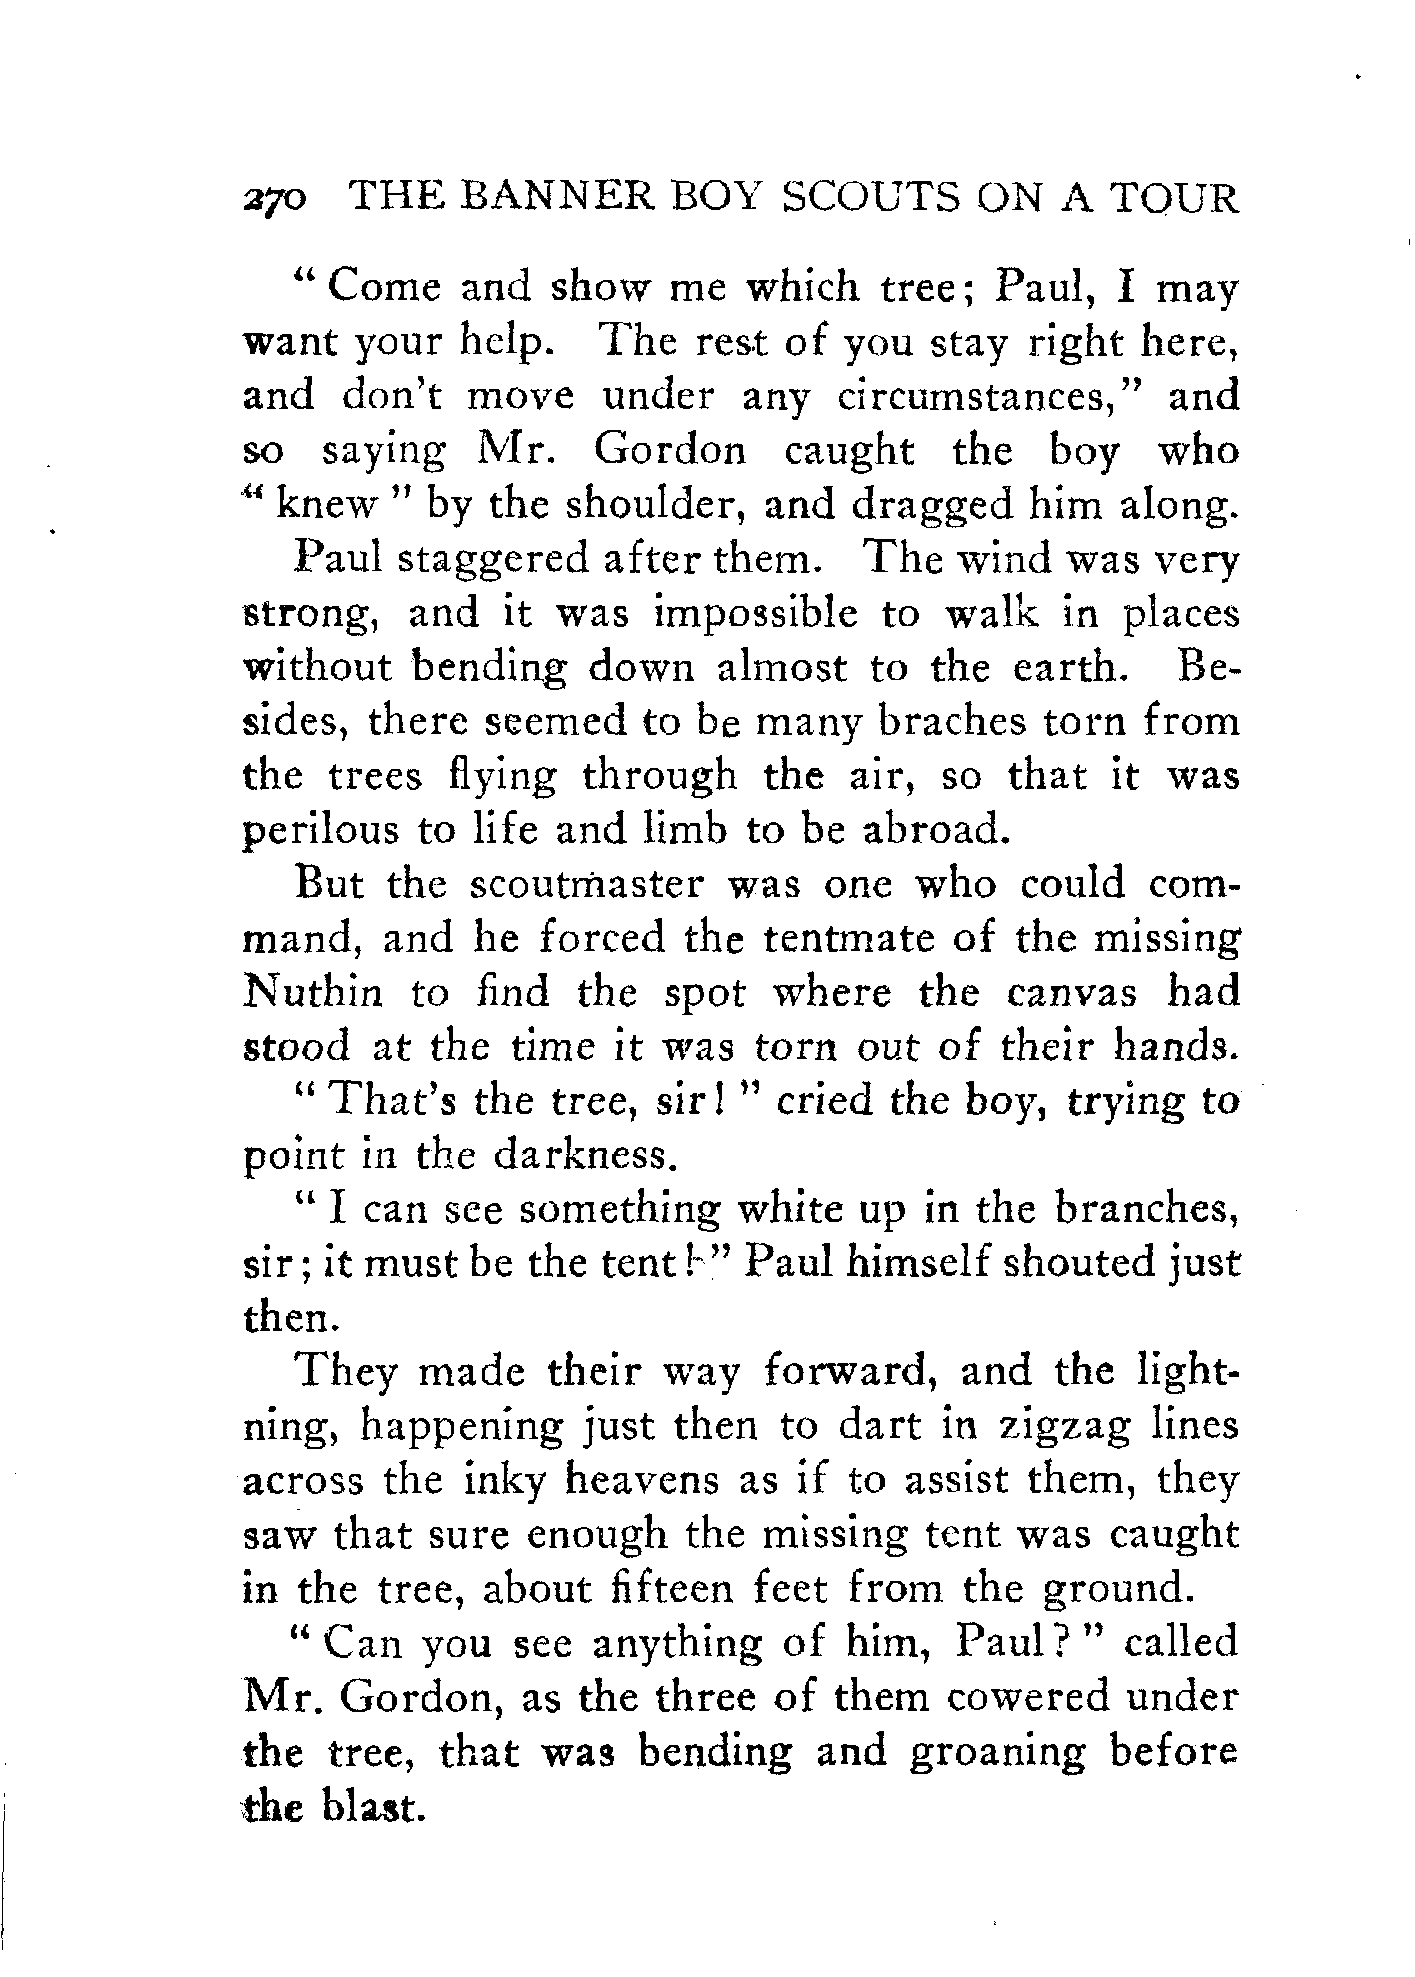 270 THE BANNER BOY SCOUTS ON A TOUR
“ Come and show me which tree; Paul, I may
want your help. The rest of you stay right here,
and don't move under any circumstances,” and
so saying Mr. Gordon caught the boy who
“ knew ” by the shoulder, and dragged him along.
Paul staggered after them. The wind was very
strong, and it was impossible to walk in places
without bending down almost to the earth. Be-
sides, there seemed to be many braches torn from
the trees flying through the air, so that it was
perilous to life and limb to be abroad.
But the scoutmaster was one who could com-
mand, and he forced the tentmate of the missing
Nuthin to find the spot where the canvas had
stood at the time it was torn out of their hands.
“ That's the tree, sir! ” cried the boy, trying to
point in the darkness.
“ I can see something white up in the branches,
sir; it must be the tent!” Paul himself shouted just
then.
They made their way forward, and the light-
ning, happening just then to dart in zigzag lines
across the inky heavens as if to assist them, they
saw that sure enough the missing tent was caught
in the tree, about fifteen feet from the ground.
“ Can you see anything of him, Paul? ” called
Mr. Gordon, as the three of them cowered under
the tree, that was bending and groaning before
the blast.